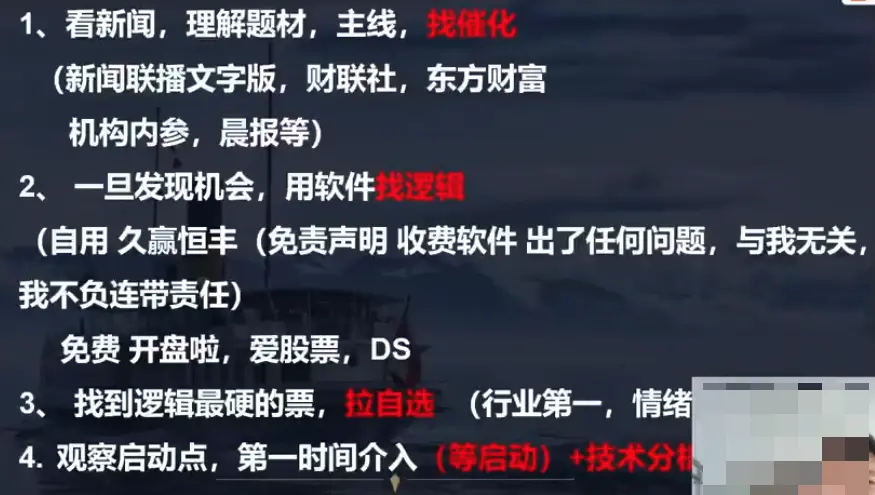 1、看新闻，理解题材，主线，找催化
（新闻联播文字版，财联社，东方财富
机构内参，晨报等）
2、 一旦发现机会，用软件找逻辑
（自用 久赢恒丰（免责声明 收费软件 出了任何问题，与我无关，
我不负连带责任）
免费 开盘啦，爱股票，DS
3、 找到逻辑最硬的票，拉自选 （行业第一，情绪
4. 观察启动点，第一时间介入（等启动）+技术分析